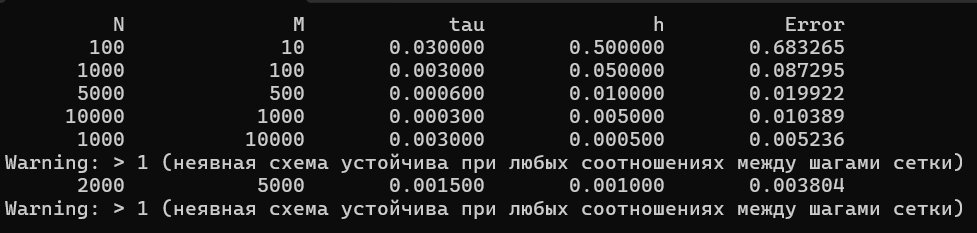 N M tau h Error
100 10 0.030000 0.500000 0.683265
1000 100 0.003000 0.050000 0.087295
5000 500 0.000600 0.010000 0.019922
10000 1000 0.000300 0.005000 0.010389
1000 10000 0.003000 0.000500 0.005236
Warning: > 1 (неявная схема устойчива при любых соотношениях между шагами сетки)
2000 5000 0.001500 0.001000 0.003804
Warning: > 1 (неявная схема устойчива при любых соотношениях между шагами сетки)